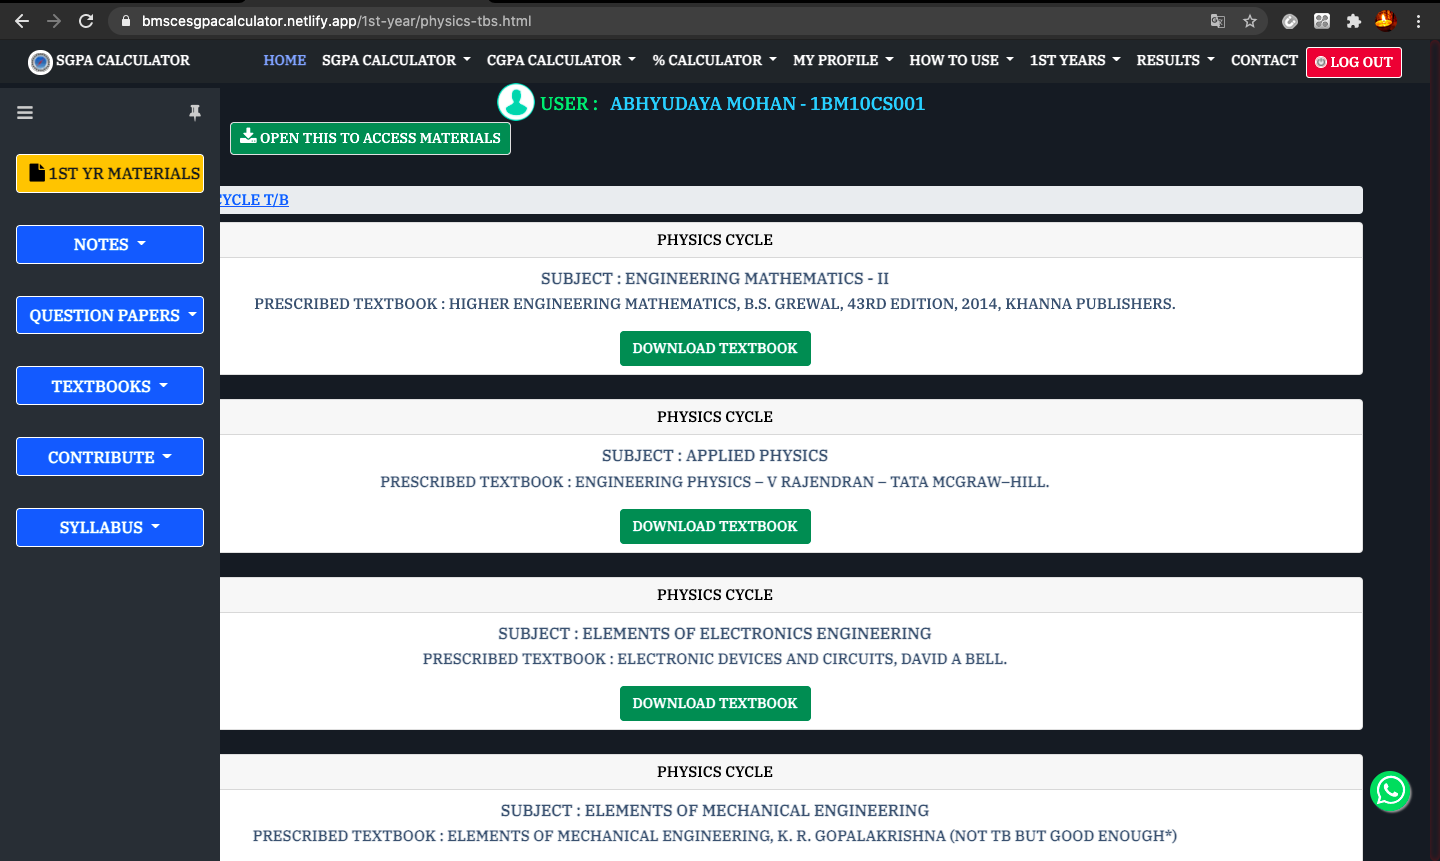 bmscesgpacalculator.netlify.app/1st-year/physics-tbs.html
SGPA CALCULATOR
HOME SGPA CALCULATOR CGPA CALCULATOR % CALCULATOR MY PROFILE HOW TO USE 1ST YEARS RESULTS CONTACT LOG OUT
USER : ABHYUDAYA MOHAN - 1BM10CS001
OPEN THIS TO ACCESS MATERIALS
1ST YR MATERIALS
NOTES
QUESTION PAPERS
TEXTBOOKS
CONTRIBUTE
SYLLABUS
CYCLE T/B
PHYSICS CYCLE
SUBJECT : ENGINEERING MATHEMATICS - II
PRESCRIBED TEXTBOOK : HIGHER ENGINEERING MATHEMATICS, B.S. GREWAL, 43RD EDITION, 2014, KHANNA PUBLISHERS.
DOWNLOAD TEXTBOOK
PHYSICS CYCLE
SUBJECT : APPLIED PHYSICS
PRESCRIBED TEXTBOOK : ENGINEERING PHYSICS – V RAJENDRAN – TATA MCGRAW–HILL.
DOWNLOAD TEXTBOOK
PHYSICS CYCLE
SUBJECT : ELEMENTS OF ELECTRONICS ENGINEERING
PRESCRIBED TEXTBOOK : ELECTRONIC DEVICES AND CIRCUITS, DAVID A BELL.
DOWNLOAD TEXTBOOK
PHYSICS CYCLE
SUBJECT : ELEMENTS OF MECHANICAL ENGINEERING
PRESCRIBED TEXTBOOK : ELEMENTS OF MECHANICAL ENGINEERING, K. R. GOPALAKRISHNA (NOT TB BUT GOOD ENOUGH*)